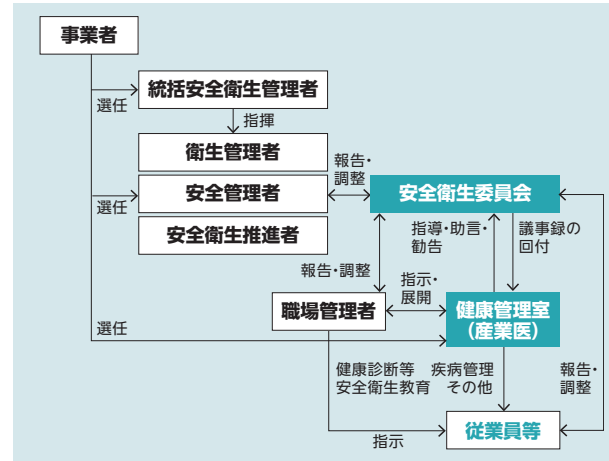 事業者
選任
統括安全衛生管理者
指揮
衛生管理者
選任
安全管理者
報告・
調整
安全衛生委員会
安全衛生推進者
指導・助言・
勧告
議事録の
回付
報告・調整
指示・
展開
職場管理者
健康管理室
(産業医)
選任
健康診断等 疾病管理
安全衛生教育 その他
報告・
調整
従業員等
指示